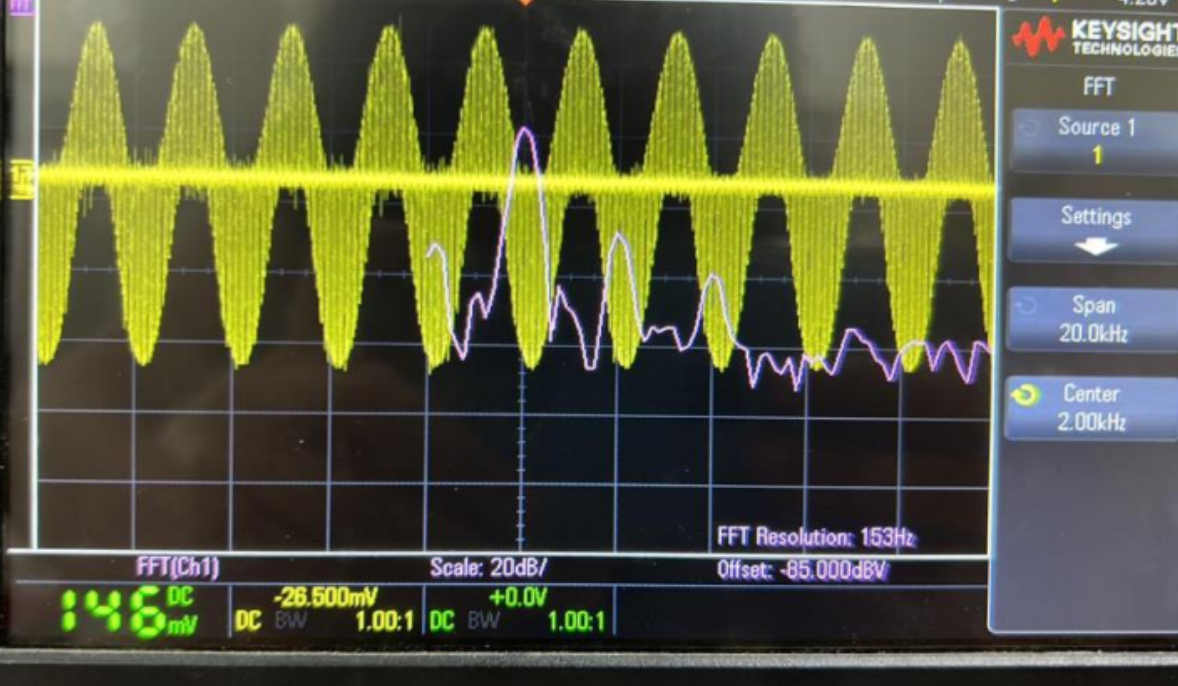 FFT
KEYSIGHT
TECHNOLOGIES
FFT
Source 1
1
Settings
Span
20.0kHz
Center
2.00kHz
FFT Resolution: 153Hz
FFT(Ch1) Scale: 20dB/ Offset: -85.000dBV
146 DC mV
-26.500mV +0.0V
DC BW 1.00:1 DC BW 1.00:1